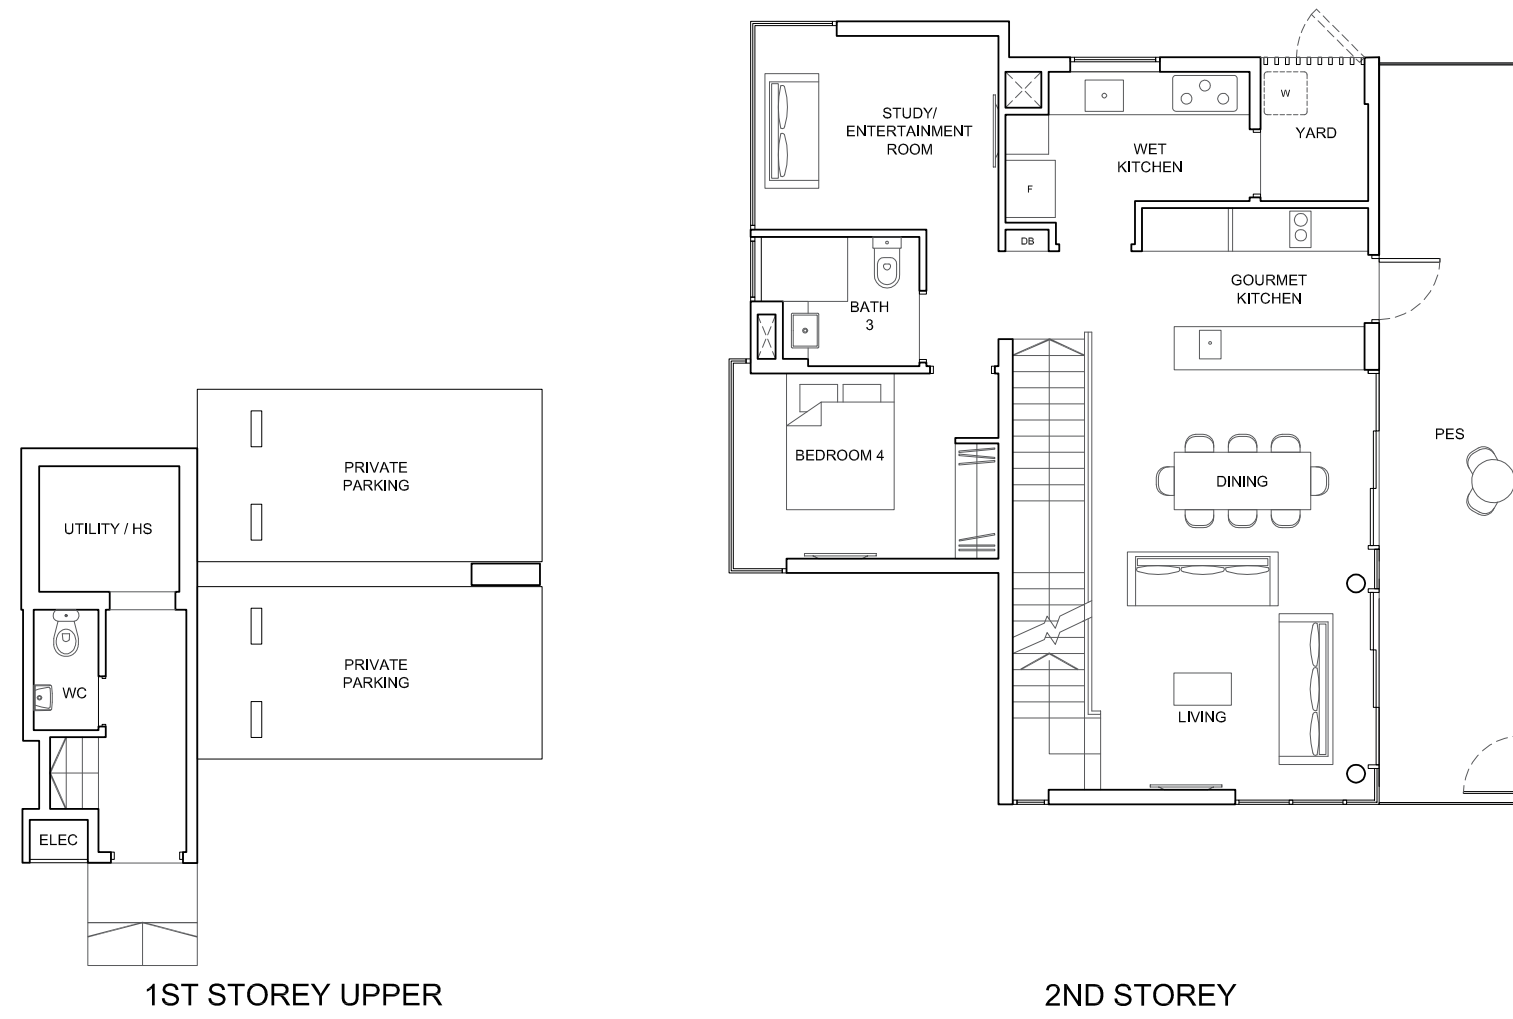 STUDY/
ENTERTAINMENT
ROOM
WET
KITCHEN
W
YARD
F
DB
GOURMET
KITCHEN
BATH
3
BEDROOM 4
DINING
PES
LIVING
PRIVATE
PARKING
UTILITY / HS
PRIVATE
PARKING
WC
ELEC
1ST STOREY UPPER
2ND STOREY